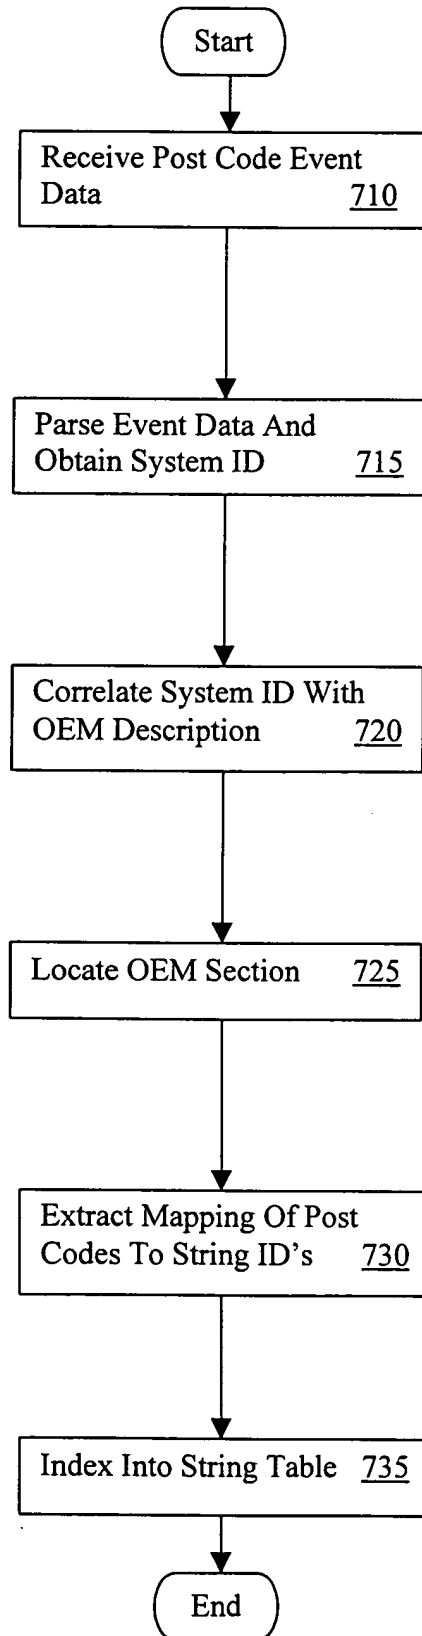 Start
Receive Post Code Event
Data 710
Parse Event Data And
Obtain System ID 715
Correlate System ID With
OEM Description 720
Locate OEM Section 725
Extract Mapping Of Post
Codes To String ID's 730
Index Into String Table 735
End